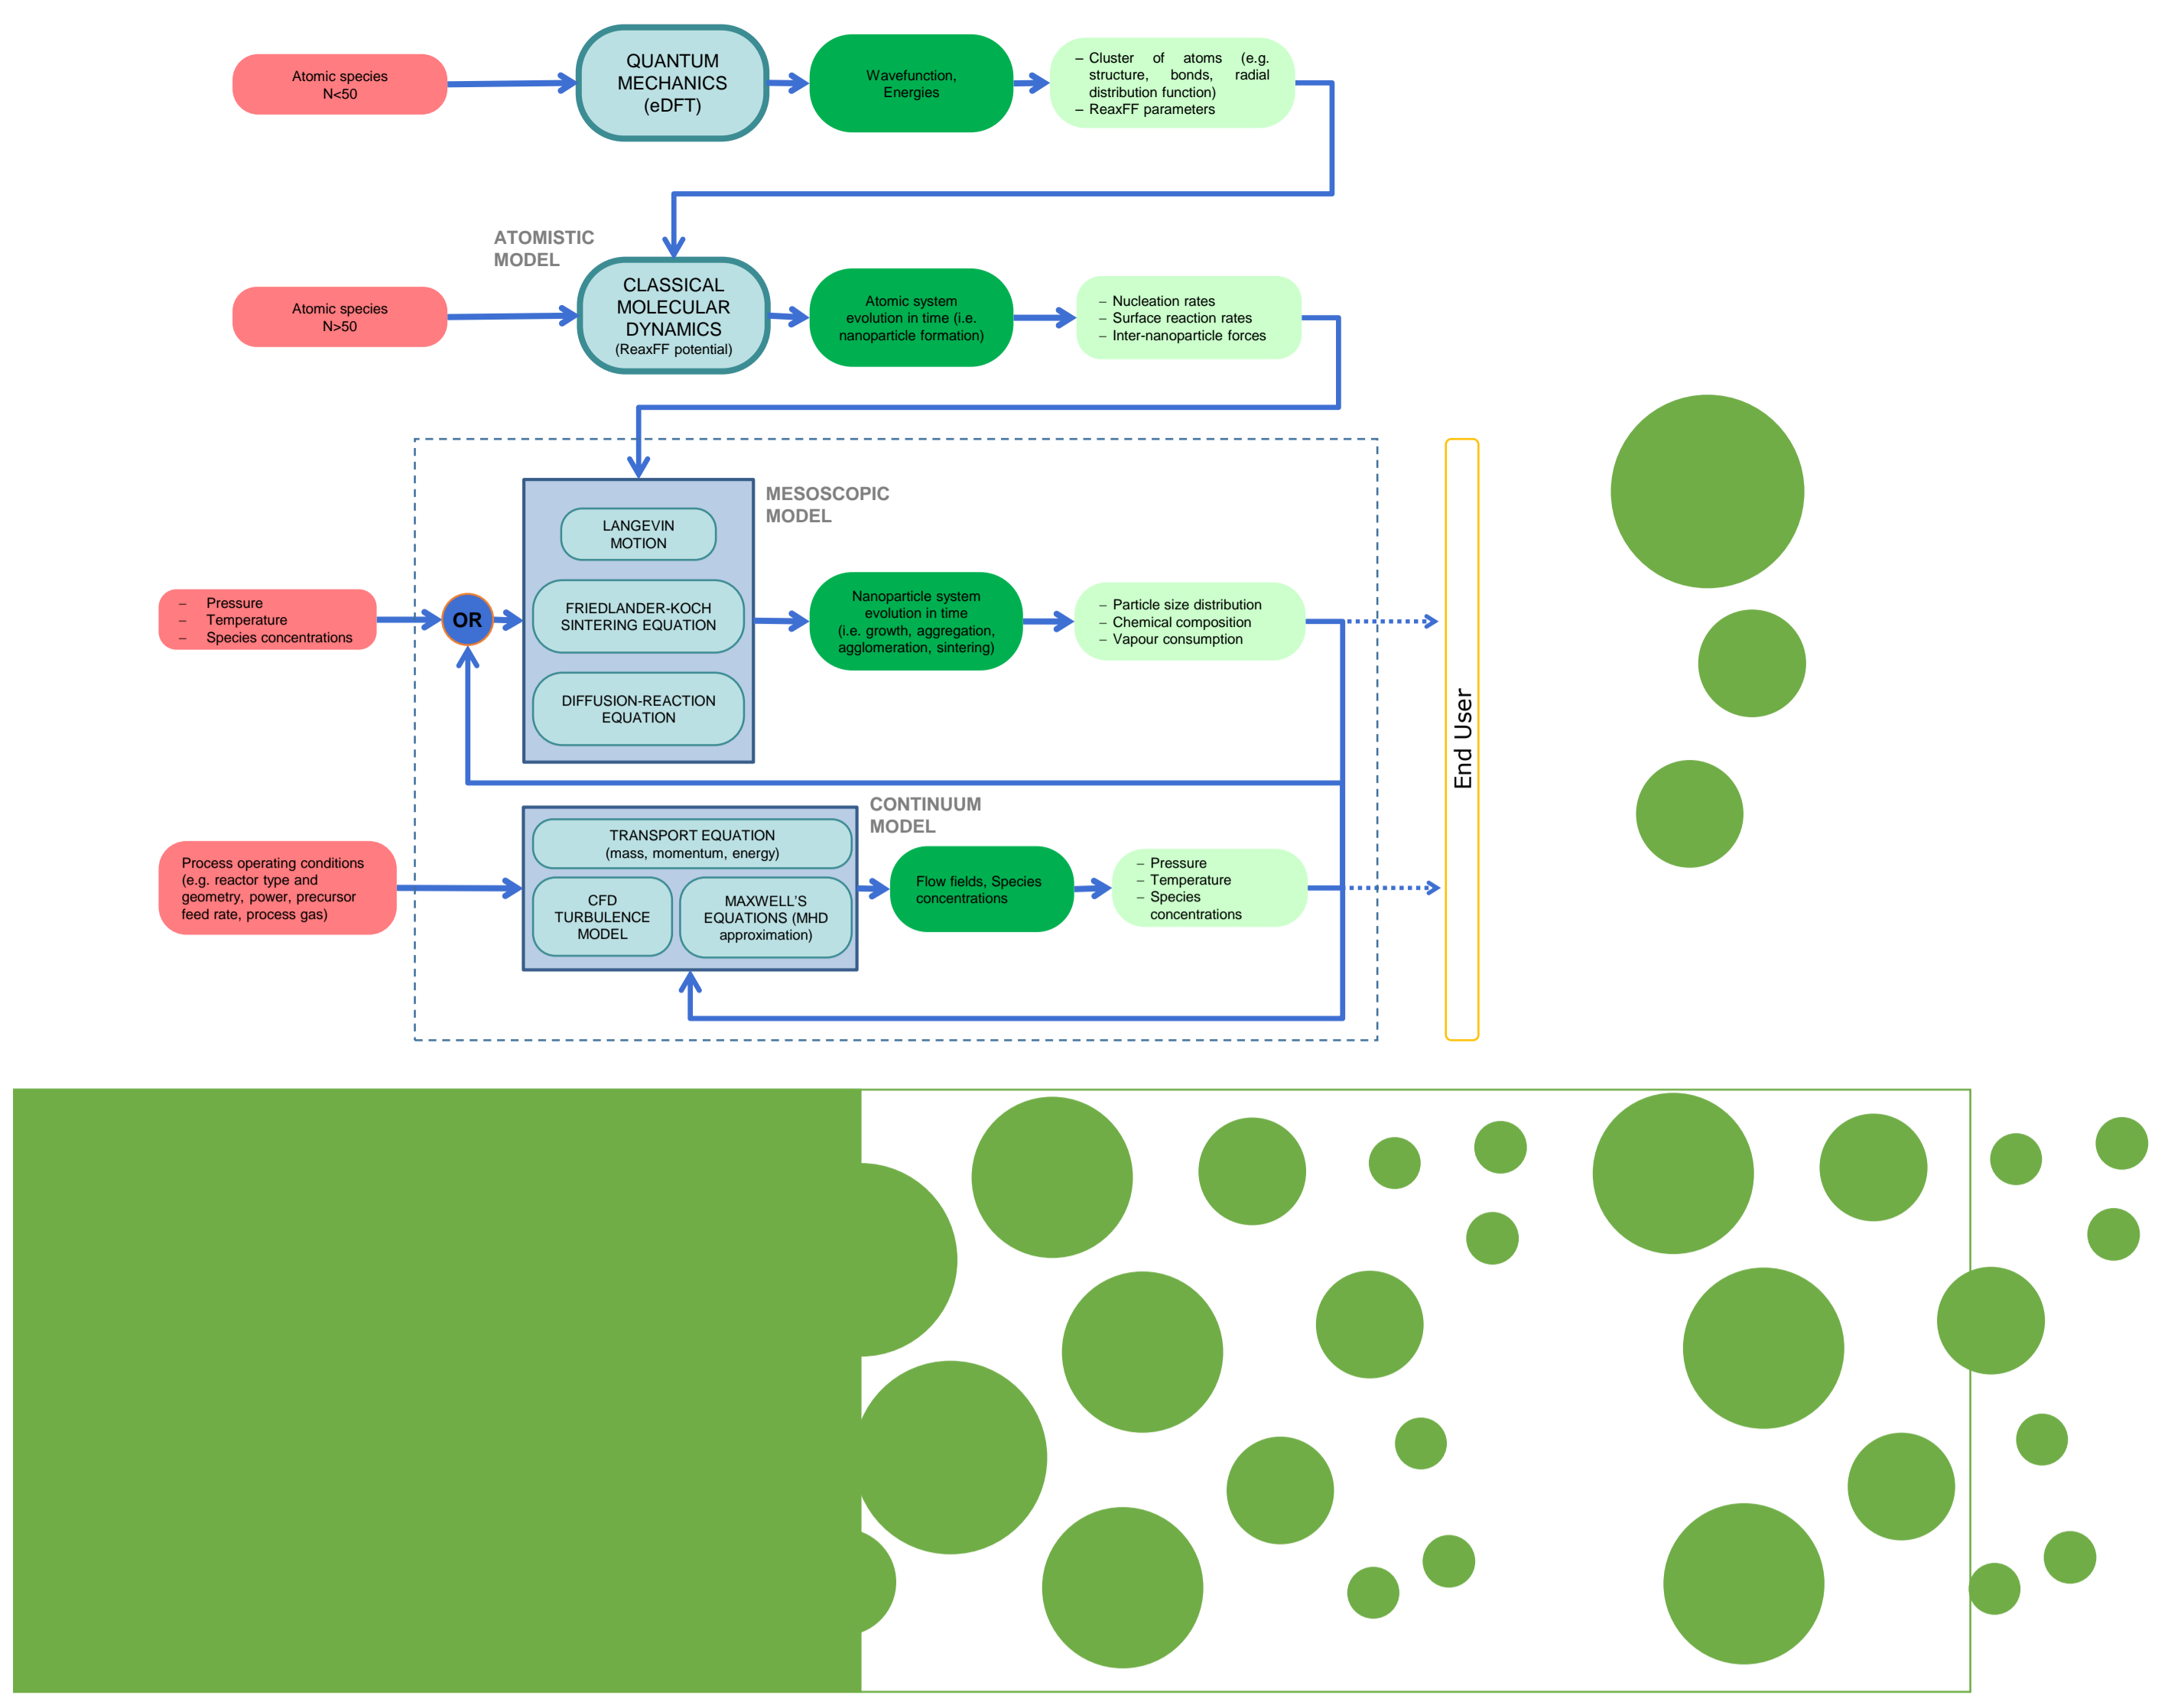 Atomic species
N<50
QUANTUM
MECHANICS
(eDFT)
Wavefunction,
Energies
– Cluster of atoms (e.g.
structure, bonds, radial
distribution function)
– ReaxFF parameters
ATOMISTIC
MODEL
Atomic species
N>50
CLASSICAL
MOLECULAR
DYNAMICS
(ReaxFF potential)
Atomic system
evolution in time (i.e.
nanoparticle formation)
– Nucleation rates
– Surface reaction rates
– Inter-nanoparticle forces
MESOSCOPIC
MODEL
– Pressure
– Temperature
– Species concentrations
OR
LANGEVIN
MOTION
FRIEDLANDER-KOCH
SINTERING EQUATION
DIFFUSION-REACTION
EQUATION
Nanoparticle system
evolution in time
(i.e. growth, aggregation,
agglomeration, sintering)
– Particle size distribution
– Chemical composition
– Vapour consumption
End User
CONTINUUM
MODEL
Process operating conditions
(e.g. reactor type and
geometry, power, precursor
feed rate, process gas)
TRANSPORT EQUATION
(mass, momentum, energy)
CFD
TURBULENCE
MODEL
MAXWELL'S
EQUATIONS (MHD
approximation)
Flow fields, Species
concentrations
– Pressure
– Temperature
– Species
concentrations